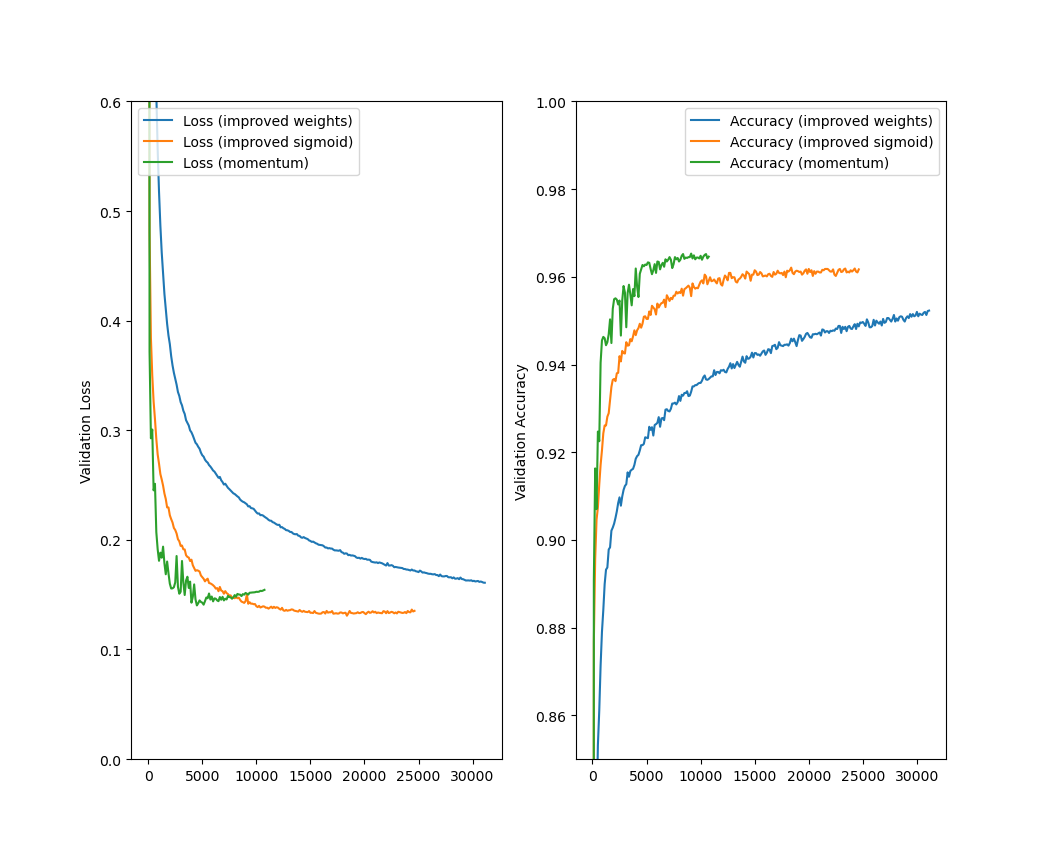 0.6
0.5
0.4
0.3
0.2
0.1
0.0
Validation Loss
Loss (improved weights)
Loss (improved sigmoid)
Loss (momentum)
0 5000 10000 15000 20000 25000 30000
1.00
0.98
0.96
0.94
0.92
0.90
0.88
0.86
Validation Accuracy
Accuracy (improved weights)
Accuracy (improved sigmoid)
Accuracy (momentum)
0 5000 10000 15000 20000 25000 30000